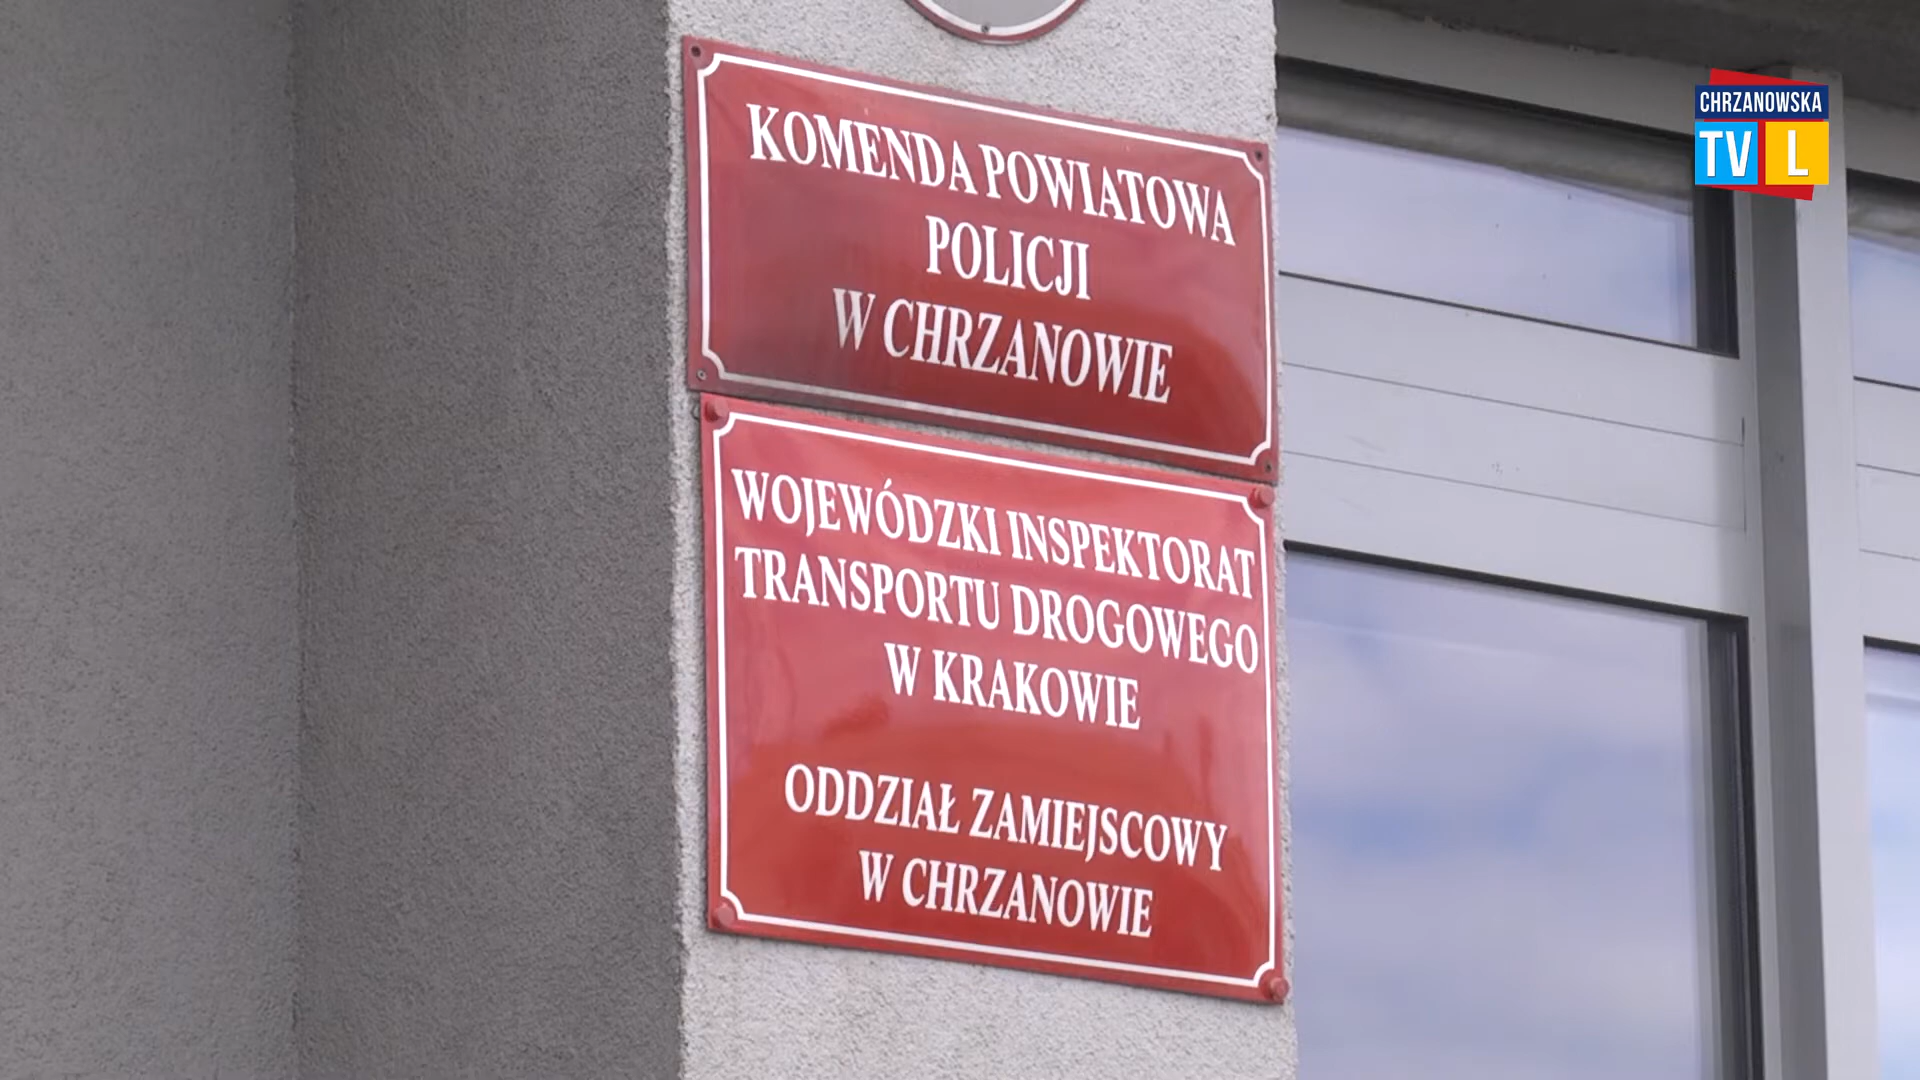 KOMENDA POWIATOWA
POLICJI
W CHRZANOWIE
WOJEWÓDZKI INSPEKTORAT
TRANSPORTU DROGOWEGO
W KRAKOWIE
ODDZIAŁ ZAMIEJSCOWY
W CHRZANOWIE
CHRZANOWSKA
TV L